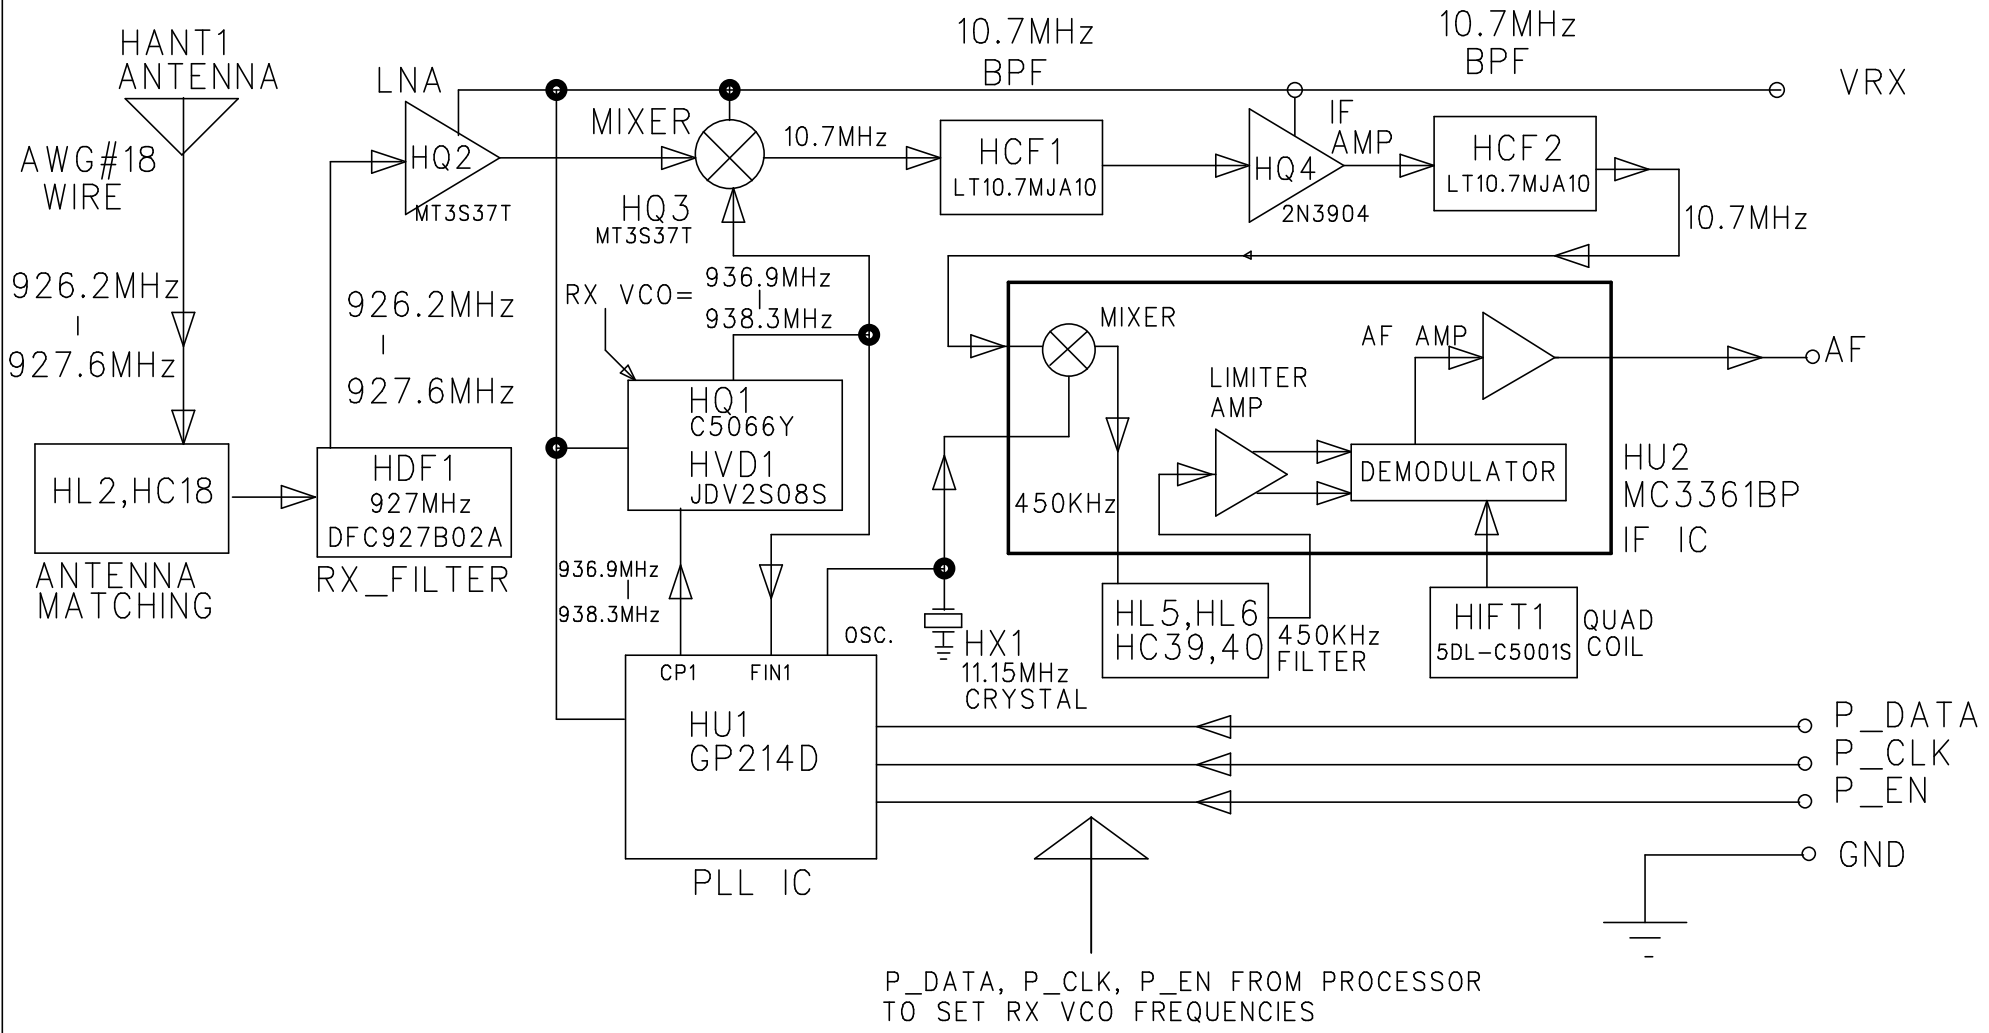 HANT1
ANTENNA
AWG#18
WIRE
926.2MHz
|
927.6MHz
HL2,HC18
ANTENNA
MATCHING
926.2MHz
|
927.6MHz
HDF1
927MHz
DFC927B02A
RX_FILTER
LNA
HQ2
MT3S37T
MIXER
HQ3
MT3S37T
10.7MHz
10.7MHz
BPF
HCF1
LT10.7MJA10
IF
AMP
HQ4
2N3904
10.7MHz
BPF
HCF2
LT10.7MJA10
VRX
10.7MHz
RX VCO=
936.9MHz
|
938.3MHz
HQ1
C5066Y
HVD1
JDV2S08S
936.9MHz
|
938.3MHz
OSC.
CP1
FIN1
HU1
GP214D
PLL IC
HX1
11.15MHz
CRYSTAL
MIXER
450KHz
LIMITER
AMP
AF AMP
DEMODULATOR
AF
HU2
MC3361BP
IF IC
HL5,HL6
HC39,40
450KHz
FILTER
HIFT1
5DL-C5001S
QUAD
COIL
P_DATA
P_CLK
P_EN
GND
P_DATA, P_CLK, P_EN FROM PROCESSOR
TO SET RX VCO FREQUENCIES